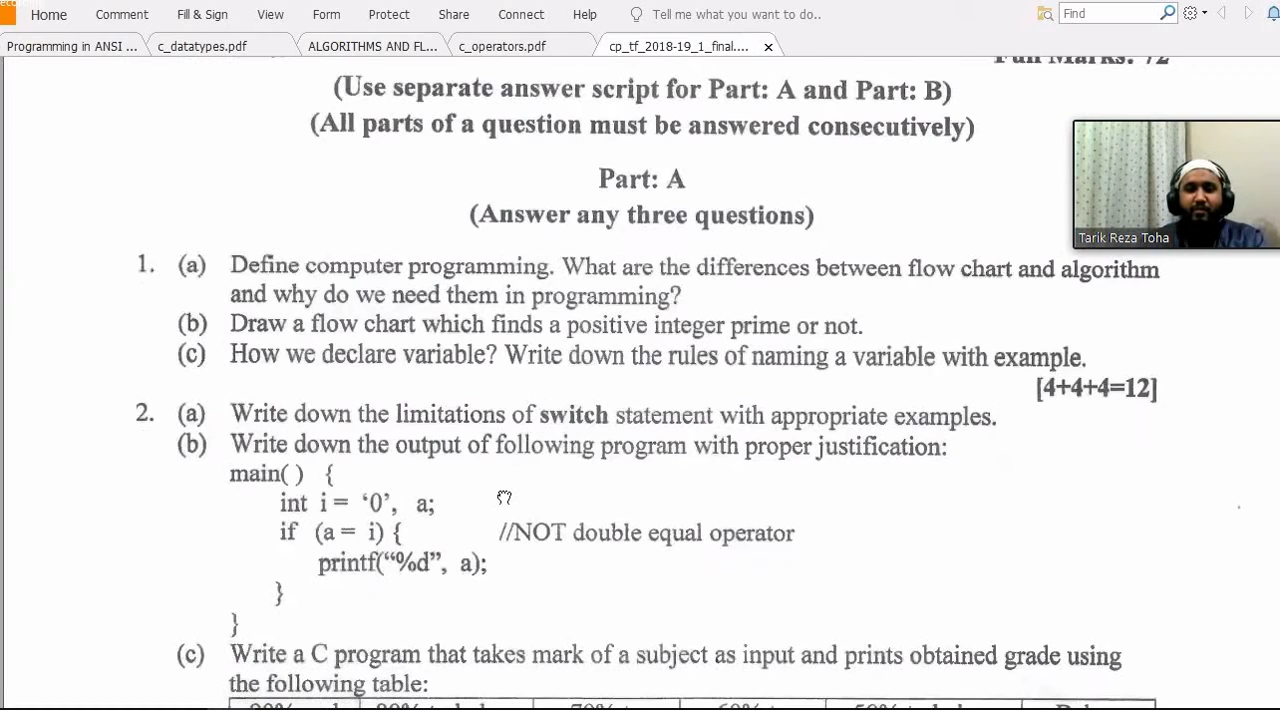 Home Comment Fill & Sign View Form Protect Share Connect Help Tell me what you want to do.. Find
Programming in ANSI ... c_datatypes.pdf ALGORITHMS AND FL... c_operators.pdf cp_tf_2018-19_1_final....
Full Marks: 72
(Use separate answer script for Part: A and Part: B)
(All parts of a question must be answered consecutively)
Part: A
(Answer any three questions)
Tarik Reza Toha
1. (a) Define computer programming. What are the differences between flow chart and algorithm
and why do we need them in programming?
(b) Draw a flow chart which finds a positive integer prime or not.
(c) How we declare variable? Write down the rules of naming a variable with example.
[4+4+4=12]
2. (a) Write down the limitations of switch statement with appropriate examples.
(b) Write down the output of following program with proper justification:
main( ) {
int i = ‘0’, a;
if (a = i) { //NOT double equal operator
printf(“%d”, a);
}
}
(c) Write a C program that takes mark of a subject as input and prints obtained grade using
the following table: